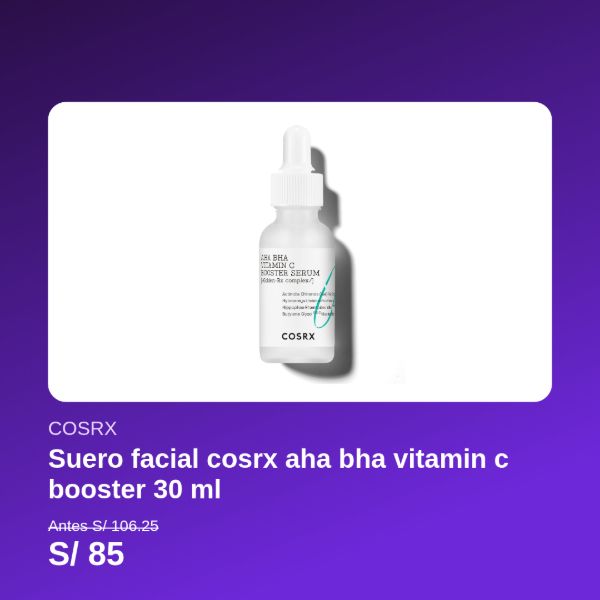 AHA BHA
VITAMIN C
BOOSTER SERUM
COSRX
COSRX
Suero facial cosrx aha bha vitamin c
booster 30 ml
Antes S/ 106.25
S/ 85